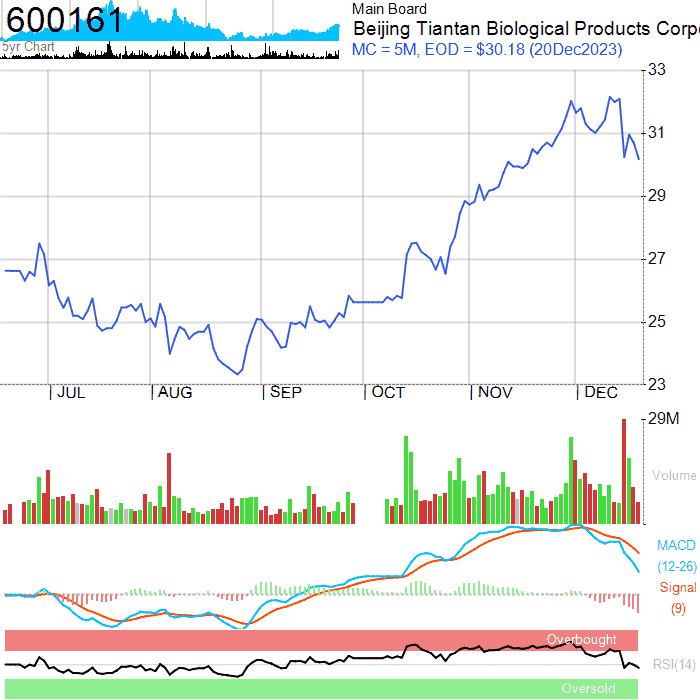 600161
5yr Chart
Main Board
Beijing Tiantan Biological Products Corpo
MC = 5M, EOD = $30.18 (20Dec2023)
33
31
29
27
25
23
JUL
AUG
SEP
OCT
NOV
DEC
29M
Volume
MACD
(12-26)
Signal
(9)
Overbought
RSI(14)
Oversold